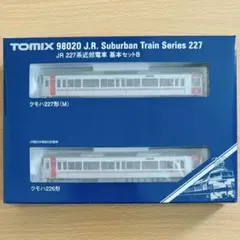 TOMIX 98020 J.R. Suburban Train Series 227
JR 227系近郊電車 基本セットB
クモハ227形(M)
クモハ226形